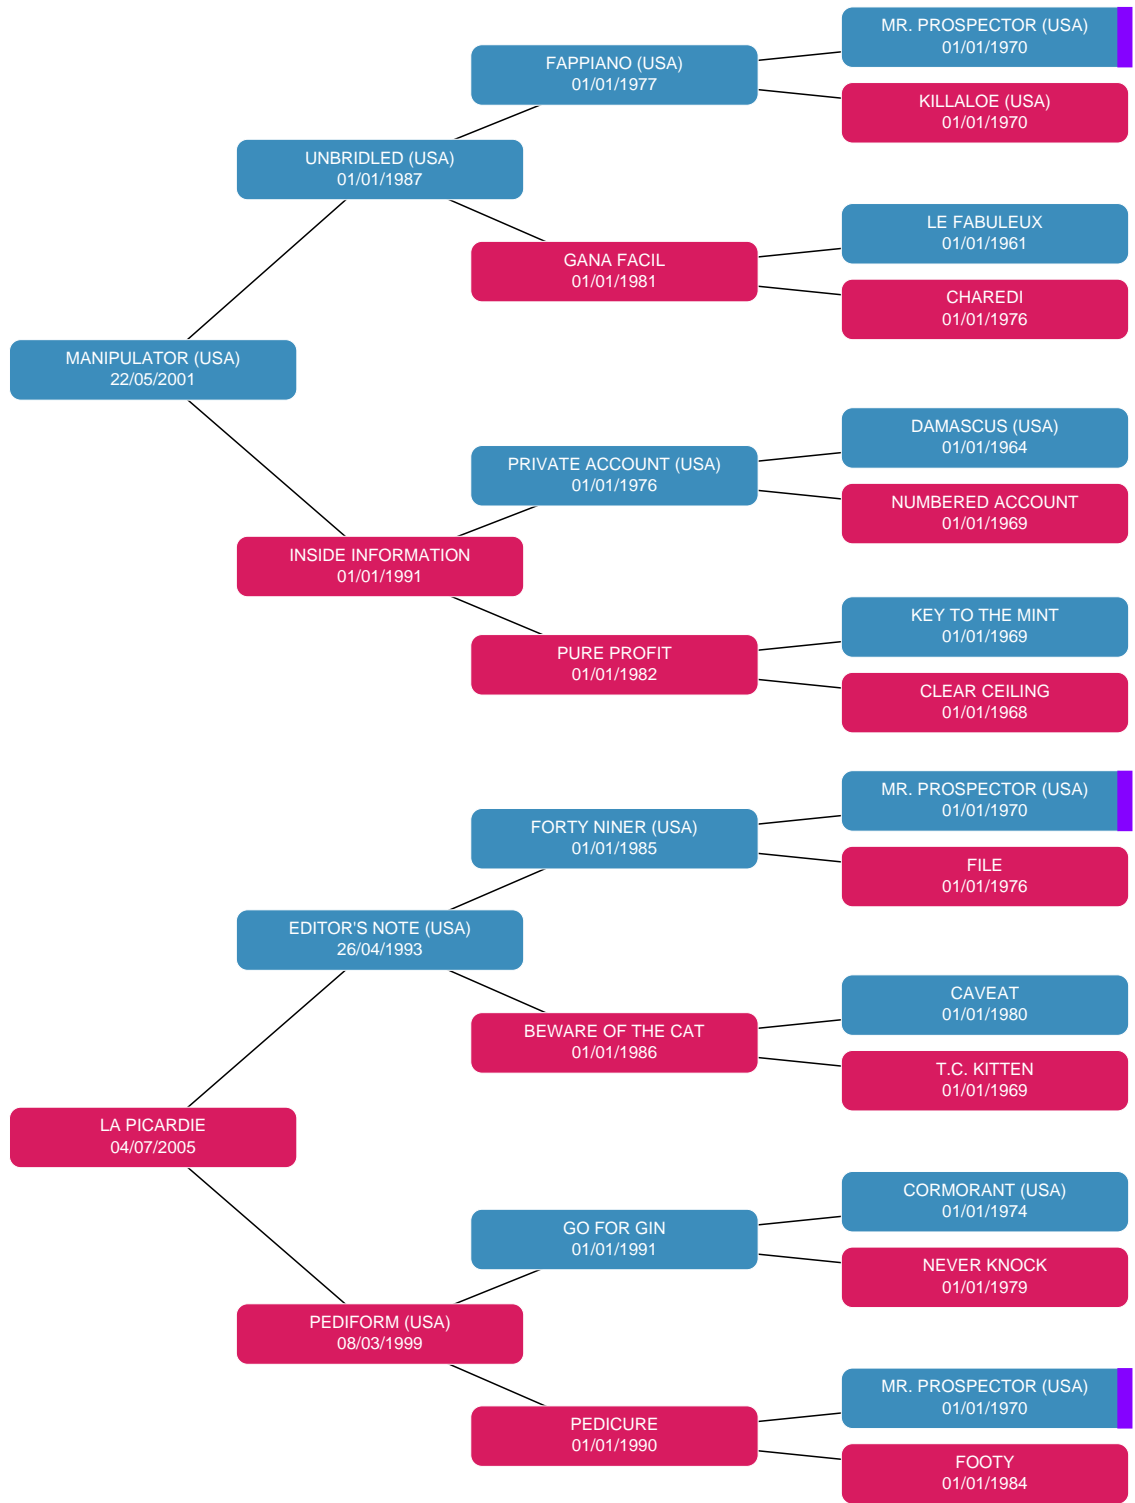 MR. PROSPECTOR (USA)
01/01/1970
FAPPIANO (USA)
01/01/1977
KILLALOE (USA)
01/01/1970
UNBRIDLED (USA)
01/01/1987
LE FABULEUX
01/01/1961
GANA FACIL
01/01/1981
CHAREDI
01/01/1976
MANIPULATOR (USA)
22/05/2001
DAMASCUS (USA)
01/01/1964
PRIVATE ACCOUNT (USA)
01/01/1976
NUMBERED ACCOUNT
01/01/1969
INSIDE INFORMATION
01/01/1991
KEY TO THE MINT
01/01/1969
PURE PROFIT
01/01/1982
CLEAR CEILING
01/01/1968
MR. PROSPECTOR (USA)
01/01/1970
FORTY NINER (USA)
01/01/1985
FILE
01/01/1976
EDITOR'S NOTE (USA)
26/04/1993
CAVEAT
01/01/1980
BEWARE OF THE CAT
01/01/1986
T.C. KITTEN
01/01/1969
LA PICARDIE
04/07/2005
CORMORANT (USA)
01/01/1974
GO FOR GIN
01/01/1991
NEVER KNOCK
01/01/1979
PEDIFORM (USA)
08/03/1999
MR. PROSPECTOR (USA)
01/01/1970
PEDICURE
01/01/1990
FOOTY
01/01/1984